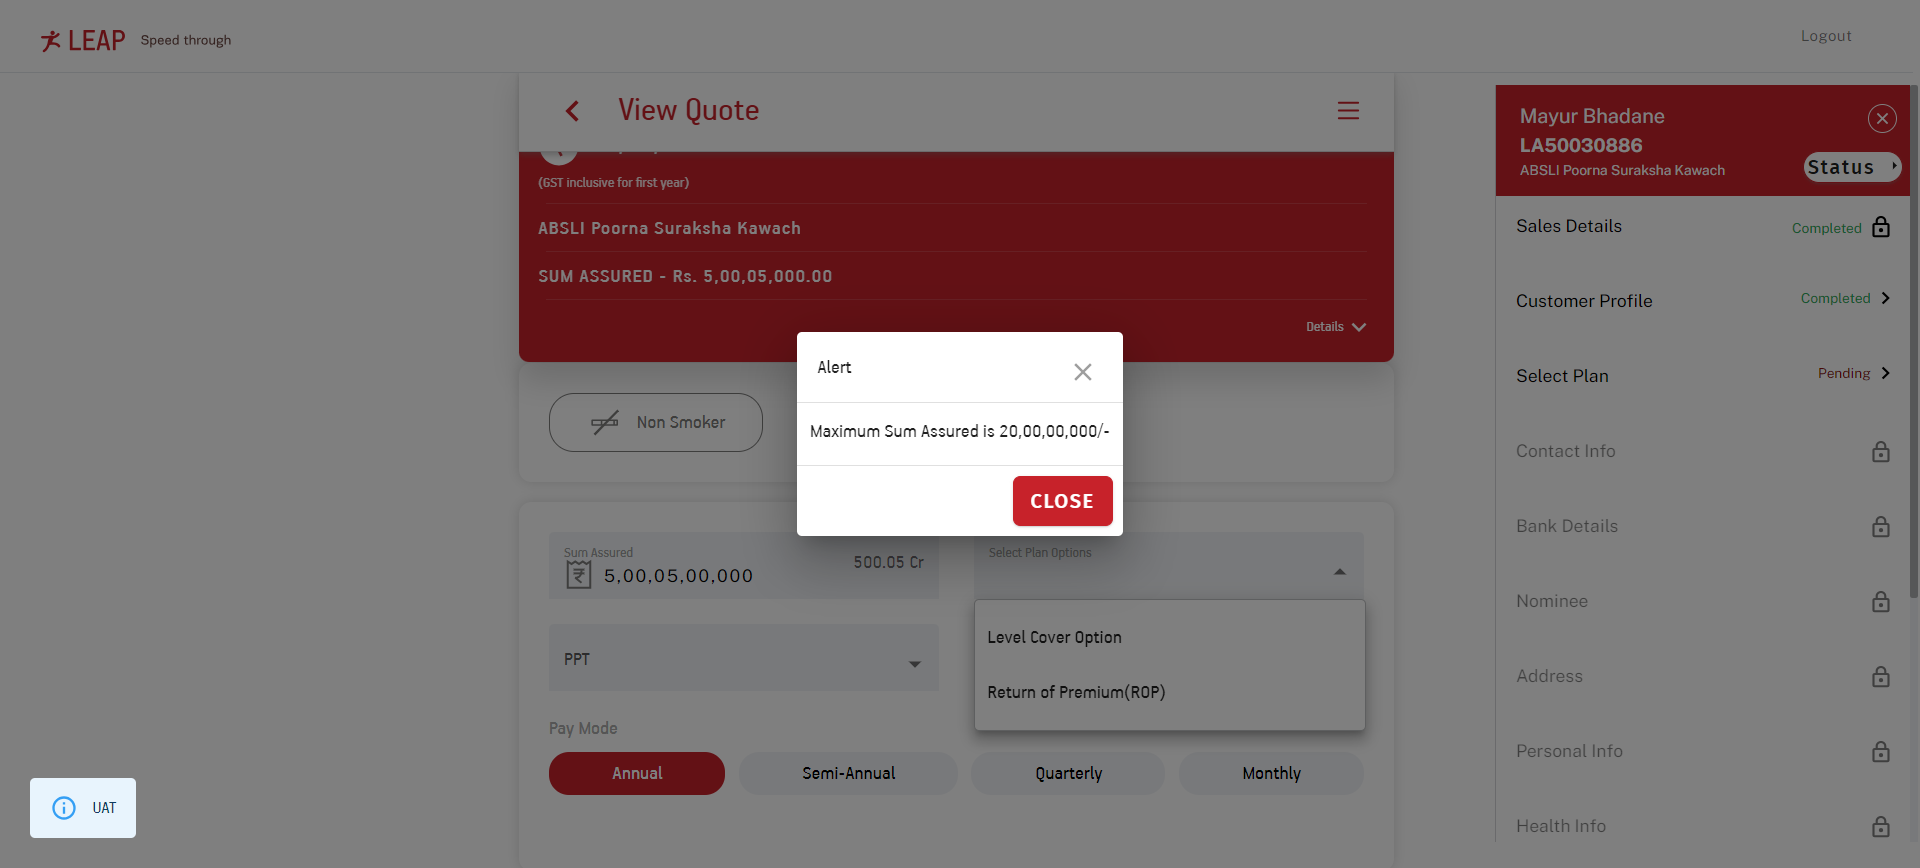 LEAP Speed through
Logout
View Quote
(GST inclusive for first year)
ABSLI Poorna Suraksha Kawach
SUM ASSURED - Rs. 5,00,05,000.00
Details
Non Smoker
Alert
Maximum Sum Assured is 20,00,00,000/-
CLOSE
Sum Assured
5,00,05,00,000
500.05 Cr
Select Plan Options
Level Cover Option
Return of Premium(ROP)
PPT
Pay Mode
Annual
Semi-Annual
Quarterly
Monthly
UAT
Mayur Bhadane
LA50030886
ABSLI Poorna Suraksha Kawach
Status
Sales Details Completed
Customer Profile Completed
Select Plan Pending
Contact Info
Bank Details
Nominee
Address
Personal Info
Health Info